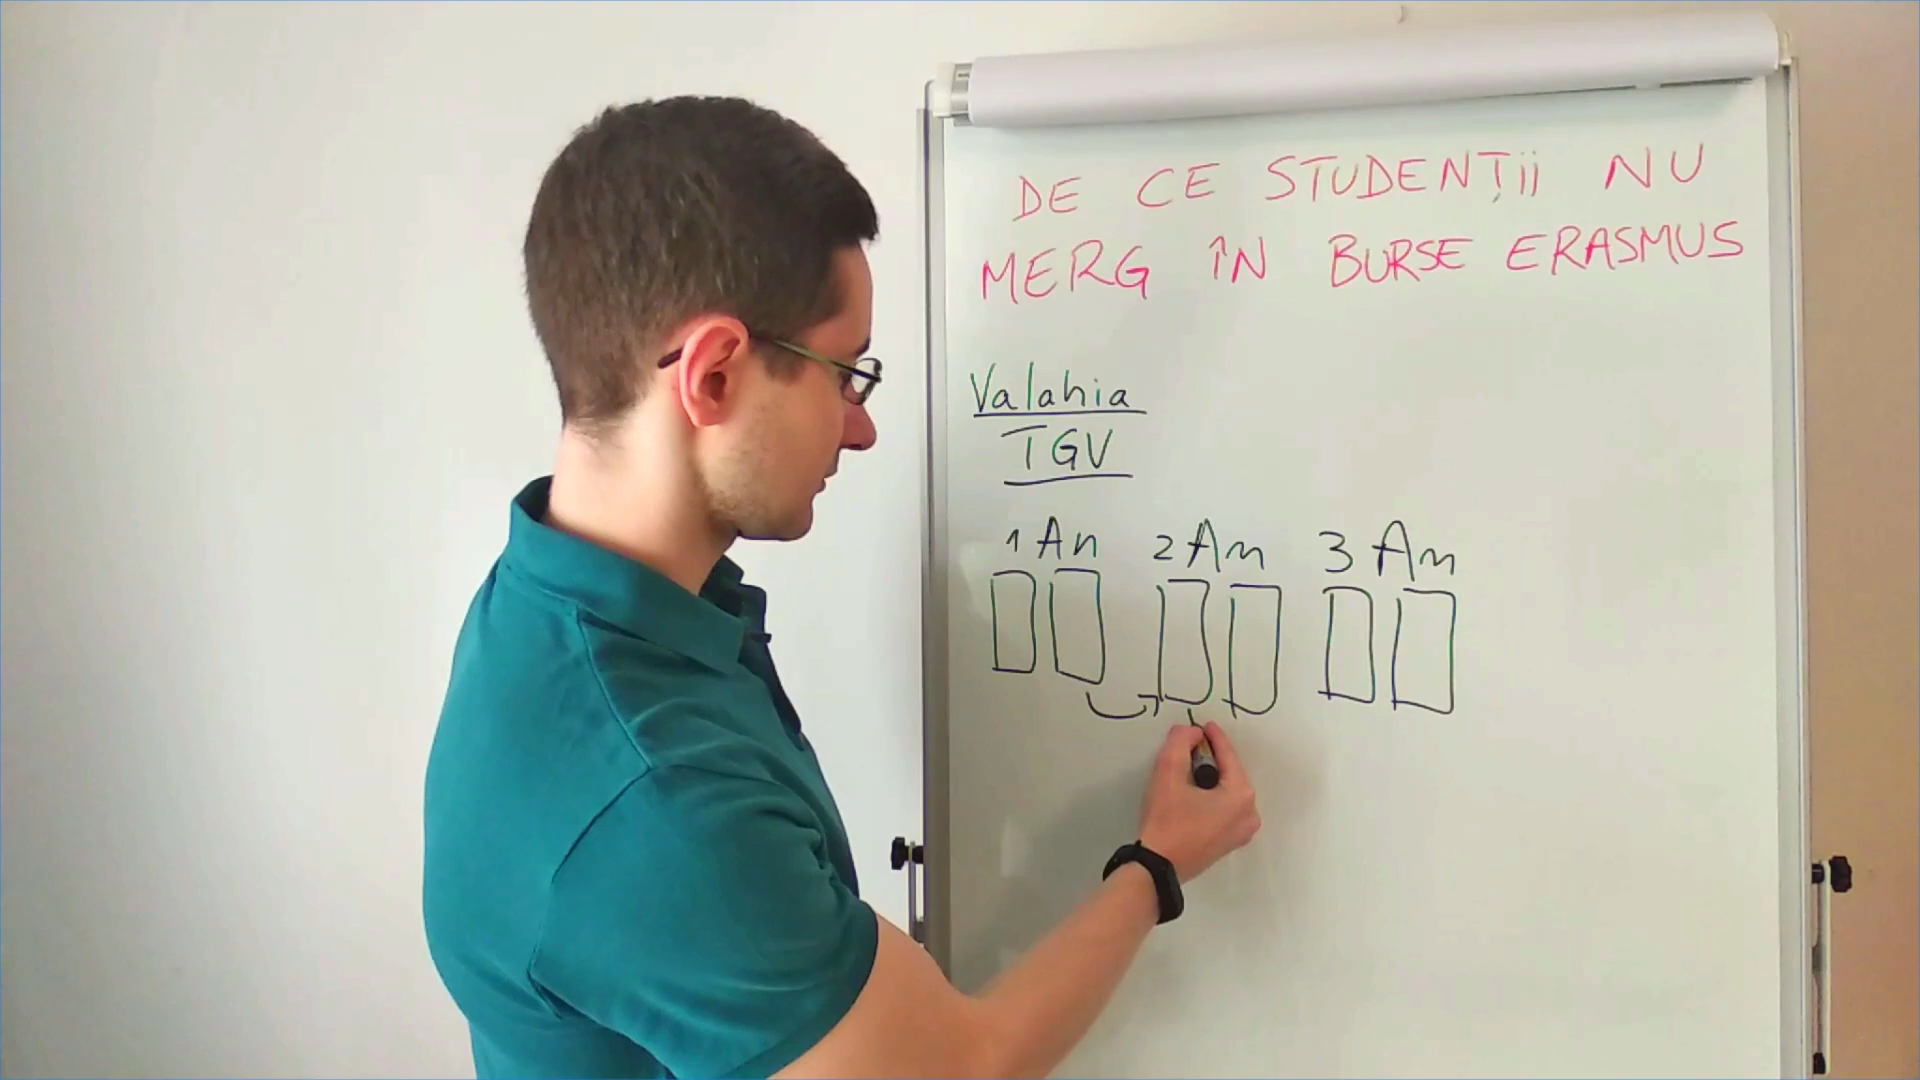 DE CE STUDENȚii NU
MERG ÎN BURSE ERASMUS
Valahia
TGV
1 An 2 An 3 An